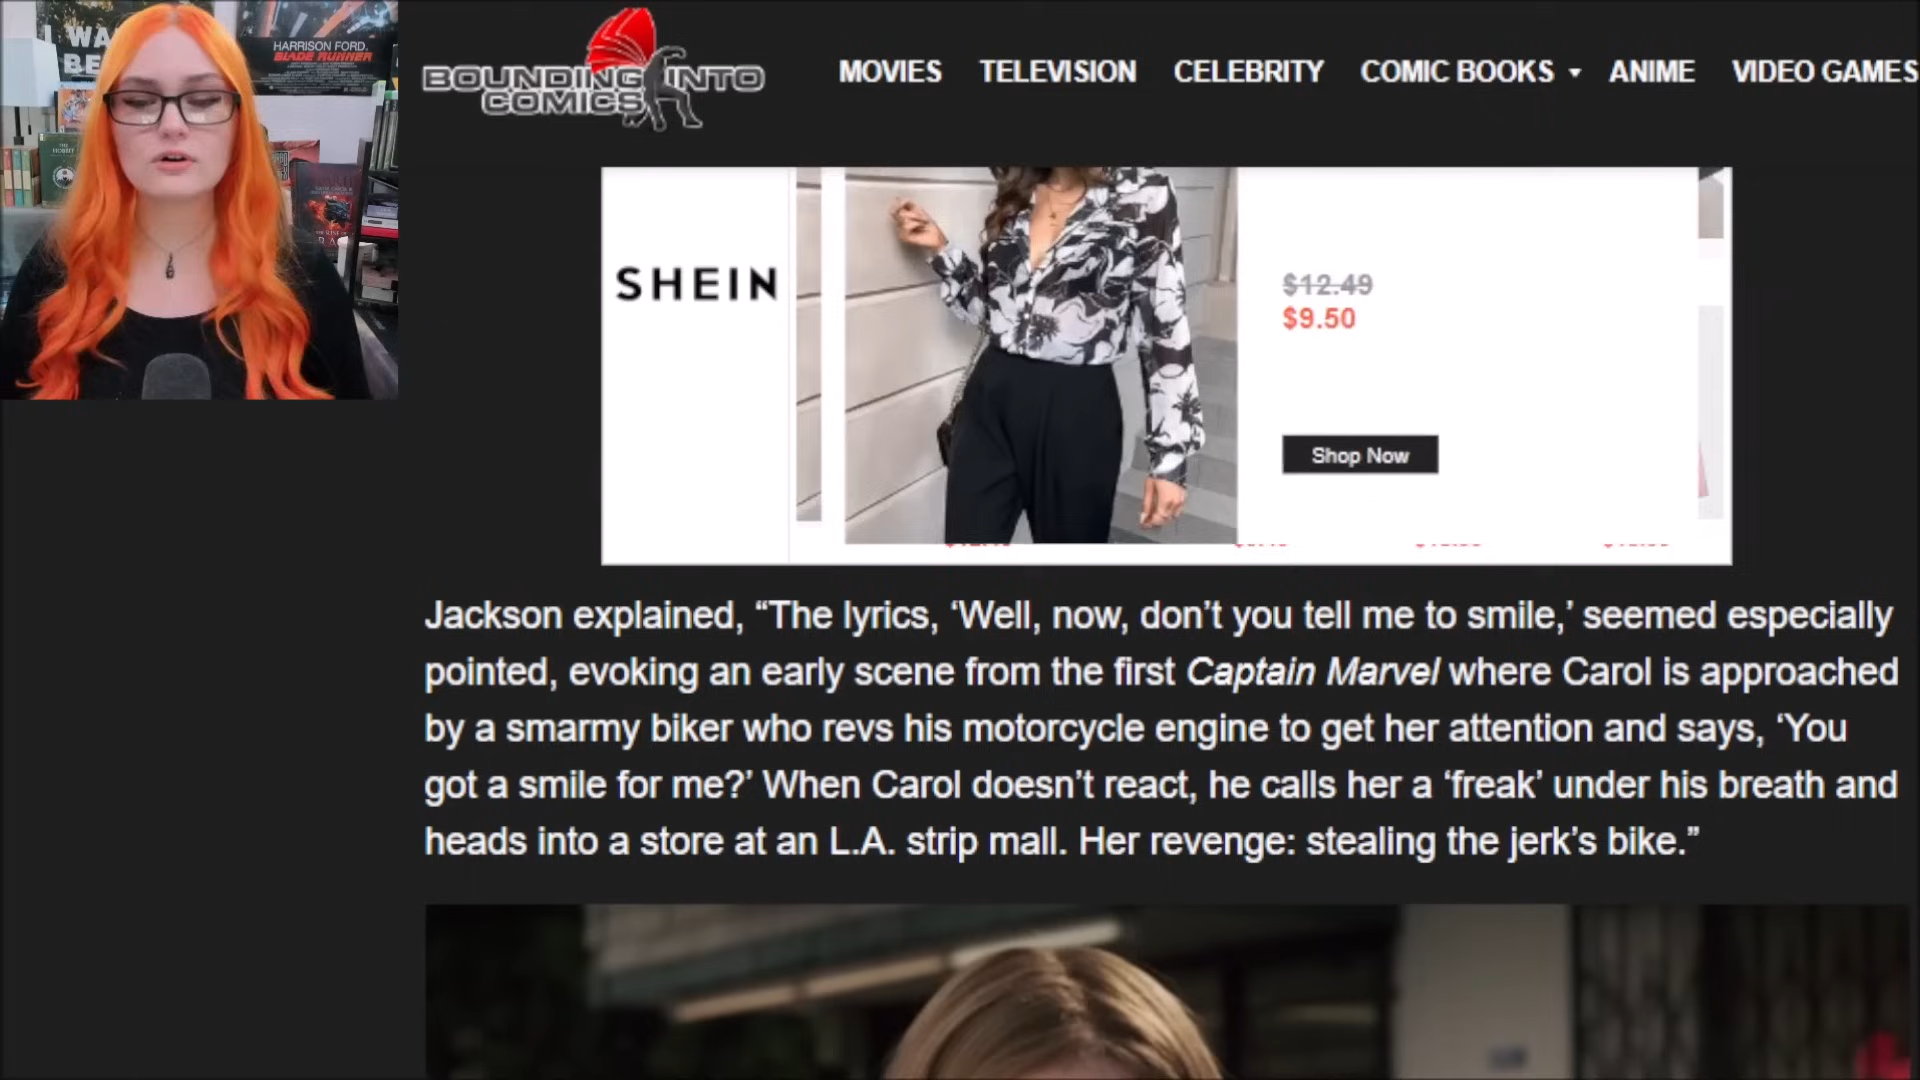 I WA
BE
HARRISON FORD.
BLADE RUNNER
THE
HOBBIT
BOUNDING INTO
COMICS
MOVIES TELEVISION CELEBRITY COMIC BOOKS ANIME VIDEO GAMES
SHEIN
$12.49
$9.50
Shop Now
Jackson explained, “The lyrics, ‘Well, now, don’t you tell me to smile,’ seemed especially
pointed, evoking an early scene from the first Captain Marvel where Carol is approached
by a smarmy biker who revs his motorcycle engine to get her attention and says, ‘You
got a smile for me?’ When Carol doesn’t react, he calls her a ‘freak’ under his breath and
heads into a store at an L.A. strip mall. Her revenge: stealing the jerk’s bike.”